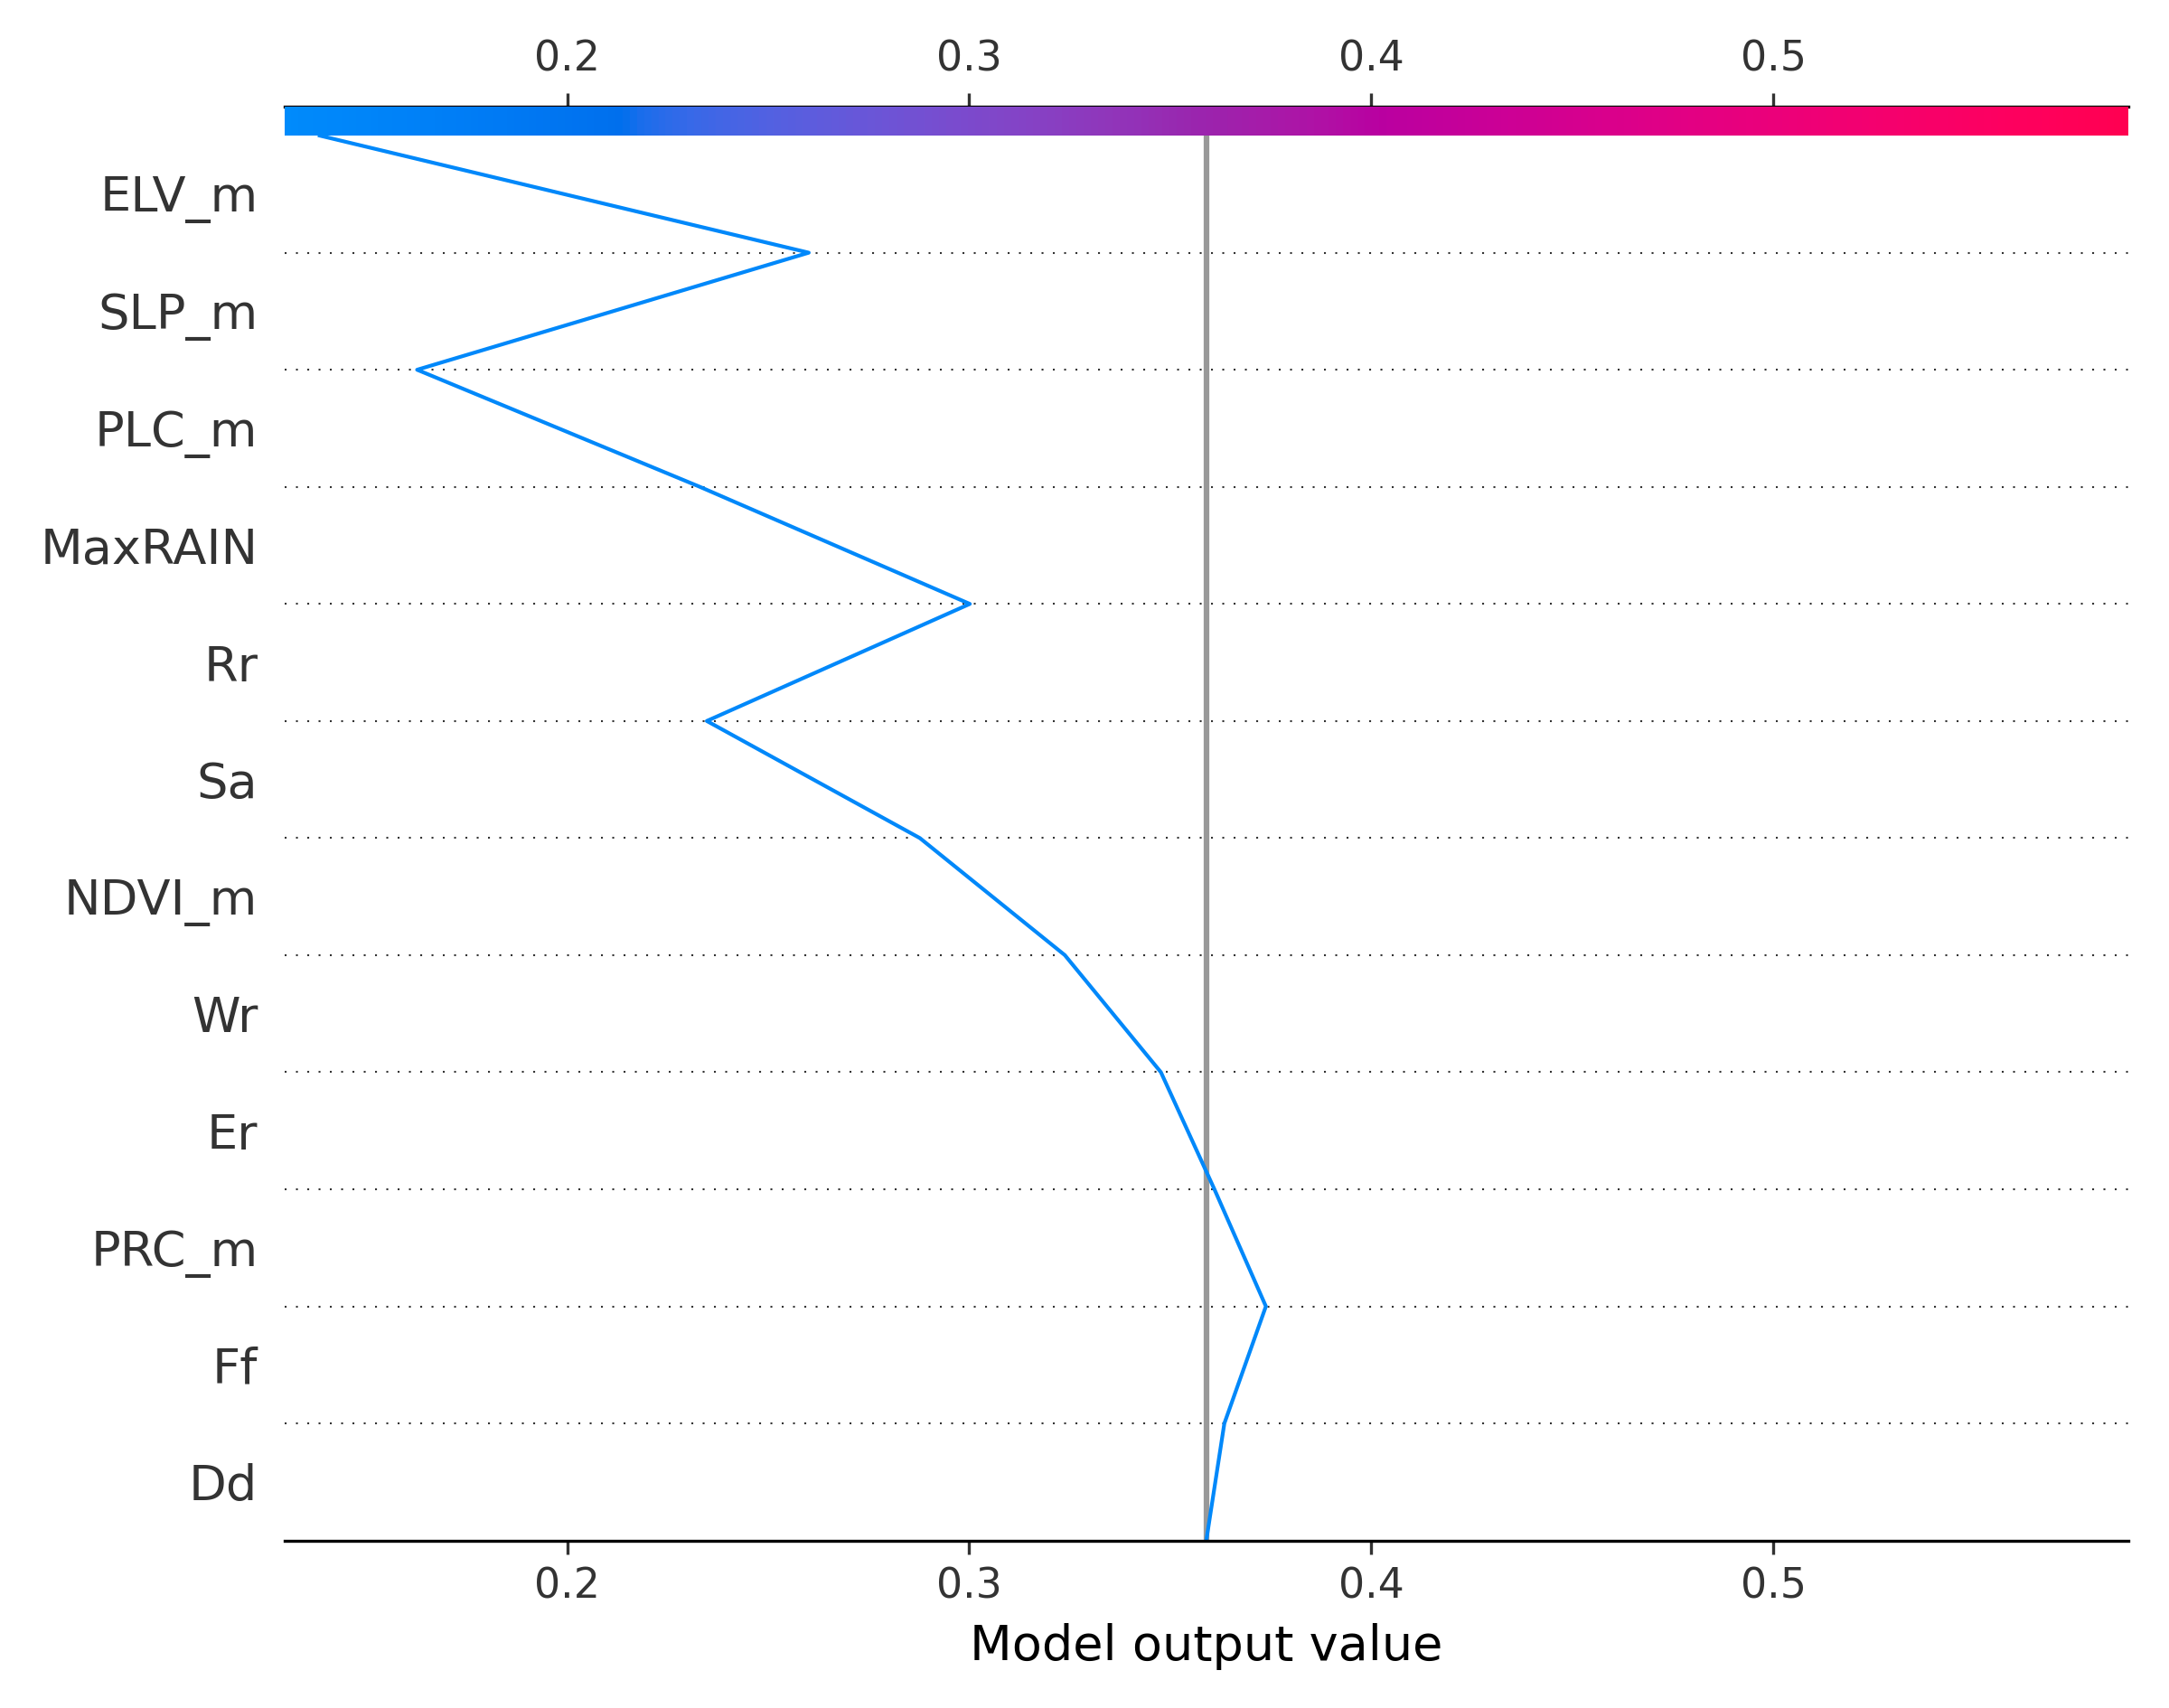 0.2 0.3 0.4 0.5
ELV_m
SLP_m
PLC_m
MaxRAIN
Rr
Sa
NDVI_m
Wr
Er
PRC_m
Ff
Dd
0.2 0.3 0.4 0.5
Model output value